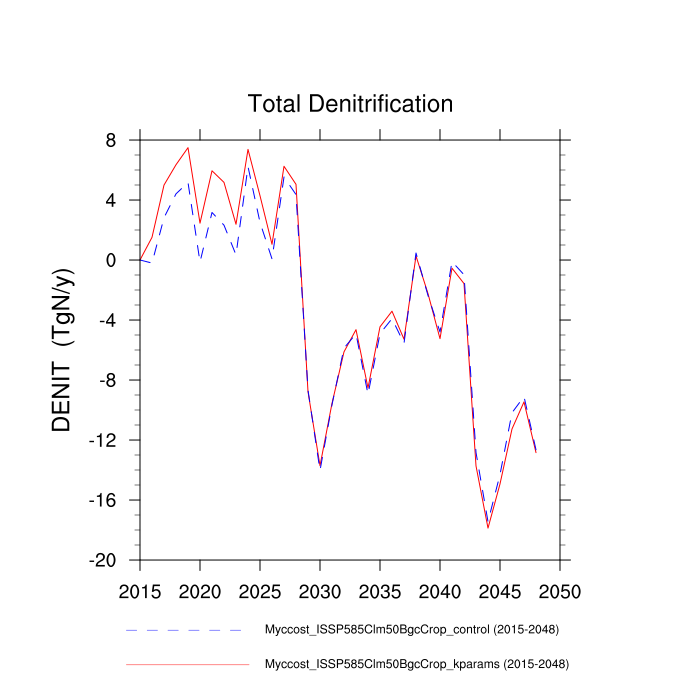 Total Denitrification
8
4
0
-4
-8
-12
-16
-20
DENIT (TgN/y)
2015 2020 2025 2030 2035 2040 2045 2050
Myccost_ISSP585Clm50BgcCrop_control (2015-2048)
Myccost_ISSP585Clm50BgcCrop_kparams (2015-2048)